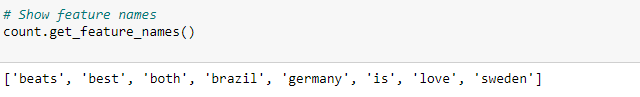 # Show feature names
count.get_feature_names()
['beats', 'best', 'both', 'brazil', 'germany', 'is', 'love', 'sweden']